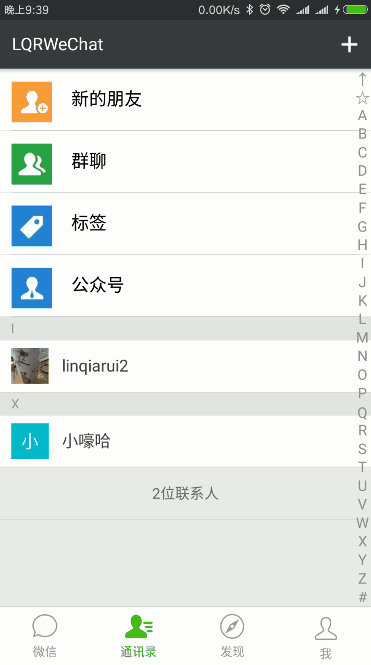 晚上9:39 0.00K/s
LQRWeChat
新的朋友
群聊
标签
公众号
I
linqiarui2
X
小 小嚎哈
2位联系人
↑
☆
A
B
C
D
E
F
G
H
I
J
K
L
M
N
O
P
Q
R
S
T
U
V
W
X
Y
Z
#
微信 通讯录 发现 我